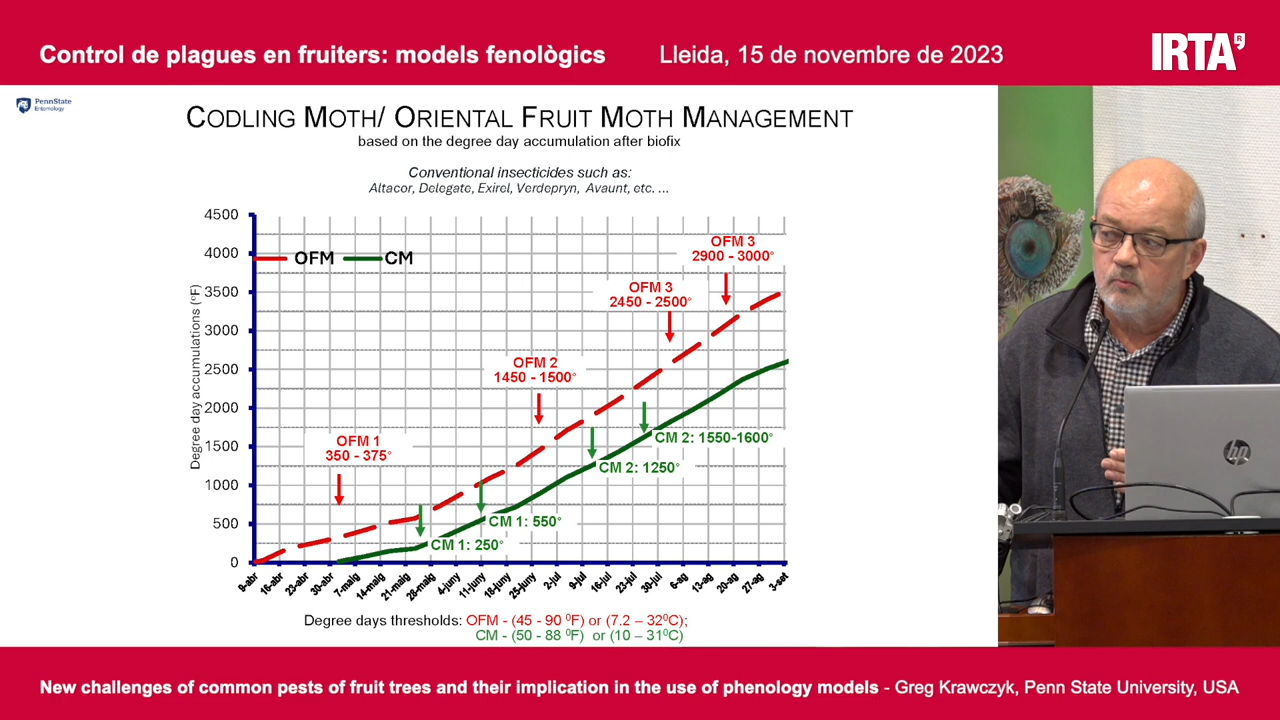 Control de plagues en fruiters: models fenològics
Lleida, 15 de novembre de 2023
IRTA®
PennState
Entomology
CODLING MOTH/ ORIENTAL FRUIT MOTH MANAGEMENT
based on the degree day accumulation after biofix
Conventional insecticides such as:
Altacor, Delegate, Exirel, Verdepryn, Avaunt, etc. ...
Degree day accumulations (°F)
4500
4000
3500
3000
2500
2000
1500
1000
500
0
OFM
CM
OFM 1
350 - 375°
OFM 2
1450 - 1500°
OFM 3
2450 - 2500°
OFM 3
2900 - 3000°
CM 1: 250°
CM 1: 550°
CM 2: 1250°
CM 2: 1550-1600°
9-abr
16-abr
23-abr
30-abr
7-maig
14-maig
21-maig
28-maig
4-juny
11-juny
18-juny
25-juny
2-jul
9-jul
16-jul
23-jul
30-jul
6-ag
13-ag
20-ag
27-ag
3-set
Degree days thresholds: OFM - (45 - 90 ⁰F) or (7.2 – 32⁰C);
CM - (50 - 88 ⁰F) or (10 – 31⁰C)
hp
New challenges of common pests of fruit trees and their implication in the use of phenology models - Greg Krawczyk, Penn State University, USA